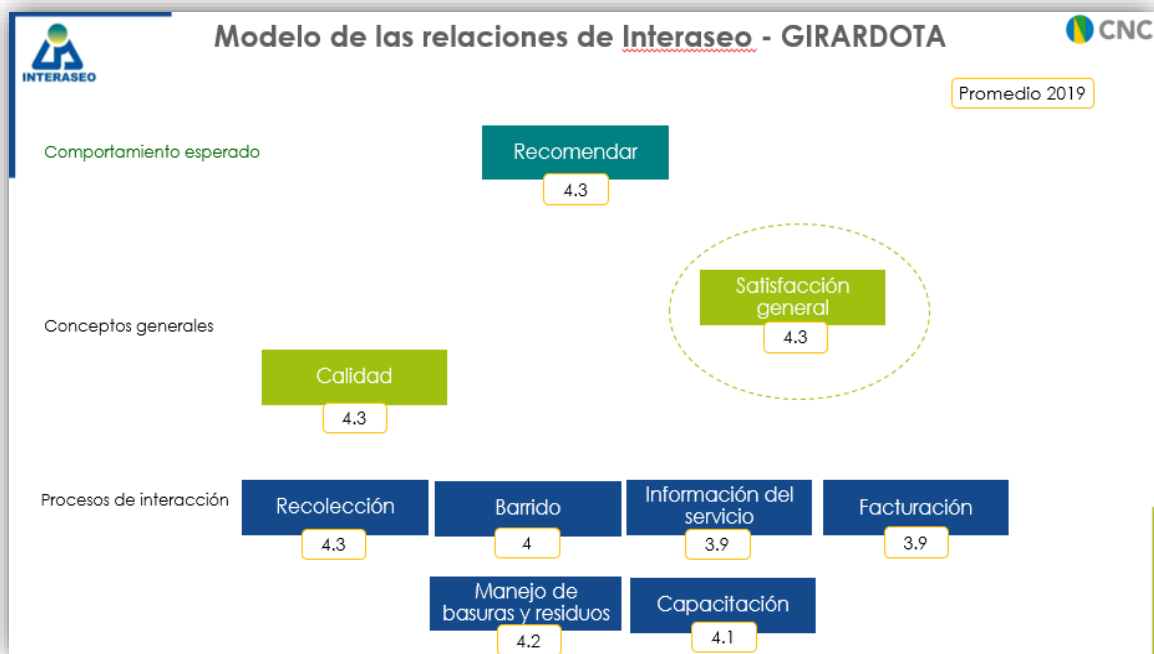 Modelo de las relaciones de Interaseo - GIRARDOTA
INTERASEO
CNC
Promedio 2019
Comportamiento esperado
Recomendar
4.3
Conceptos generales
Satisfacción
general
4.3
Calidad
4.3
Procesos de interacción
Recolección
4.3
Barrido
4
Información del
servicio
3.9
Facturación
3.9
Manejo de
basuras y residuos
4.2
Capacitación
4.1